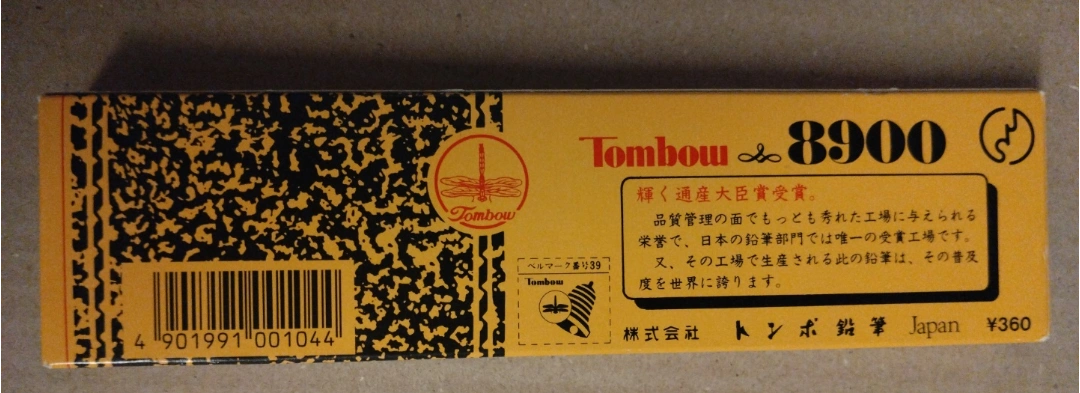 Tombow 8900
輝く通産大臣賞受賞。
品質管理の面でもっとも秀れた工場に与えられる
栄誉で、日本の鉛筆部門では唯一の受賞工場です。
又、その工場で生産される此の鉛筆は、その普及
度を世界に誇ります。
Tombow
ベルマーク番号39
Tombow
株式会社 トンボ鉛筆 Japan ¥360
4 901991 001044